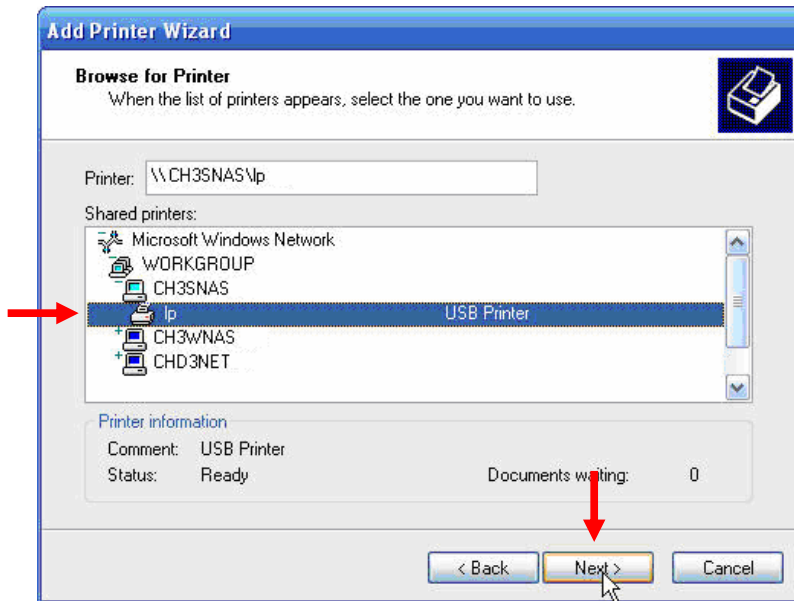 Add Printer Wizard
Browse for Printer
When the list of printers appears, select the one you want to use.
Printer: \\CH3SNAS\lp
Shared printers:
Microsoft Windows Network
WORKGROUP
CH3SNAS
lp USB Printer
CH3WNAS
CHD3NET
Printer information
Comment: USB Printer
Status: Ready Documents waiting: 0
< Back Next > Cancel